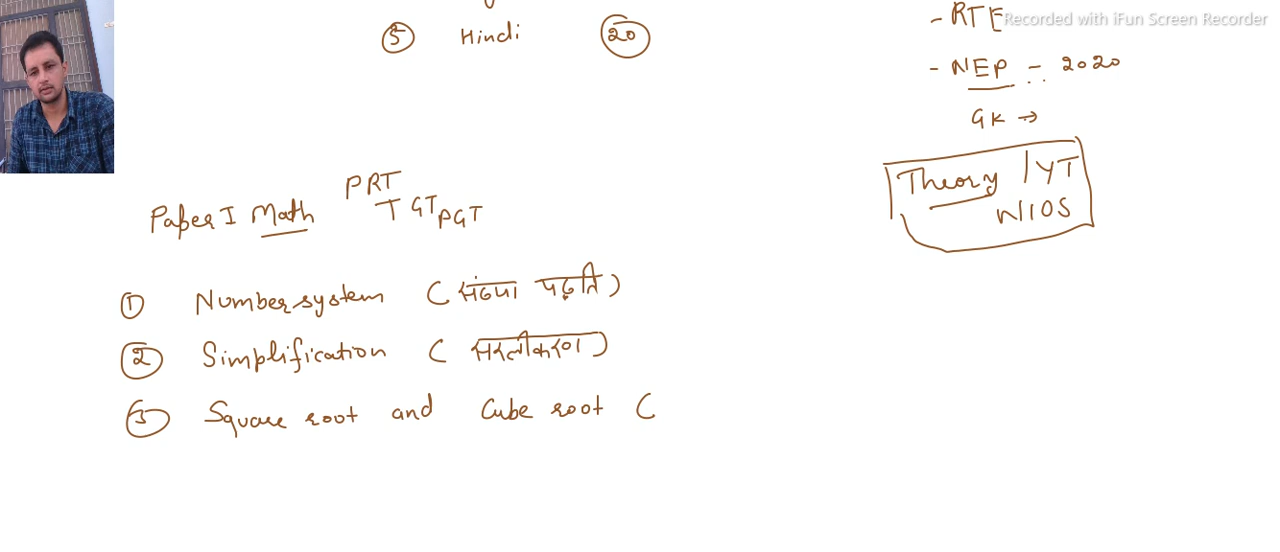 - RTE
Recorded with iFun Screen Recorder
⑤ Hindi ⑳
- NEP - 2020
GK →
Theory / YT
NIOS
PRT
TGT
PGT
Paper I Math
① Number system ( संख्या पद्धति )
② Simplification ( सरलीकरण )
③ Square root and Cube root (